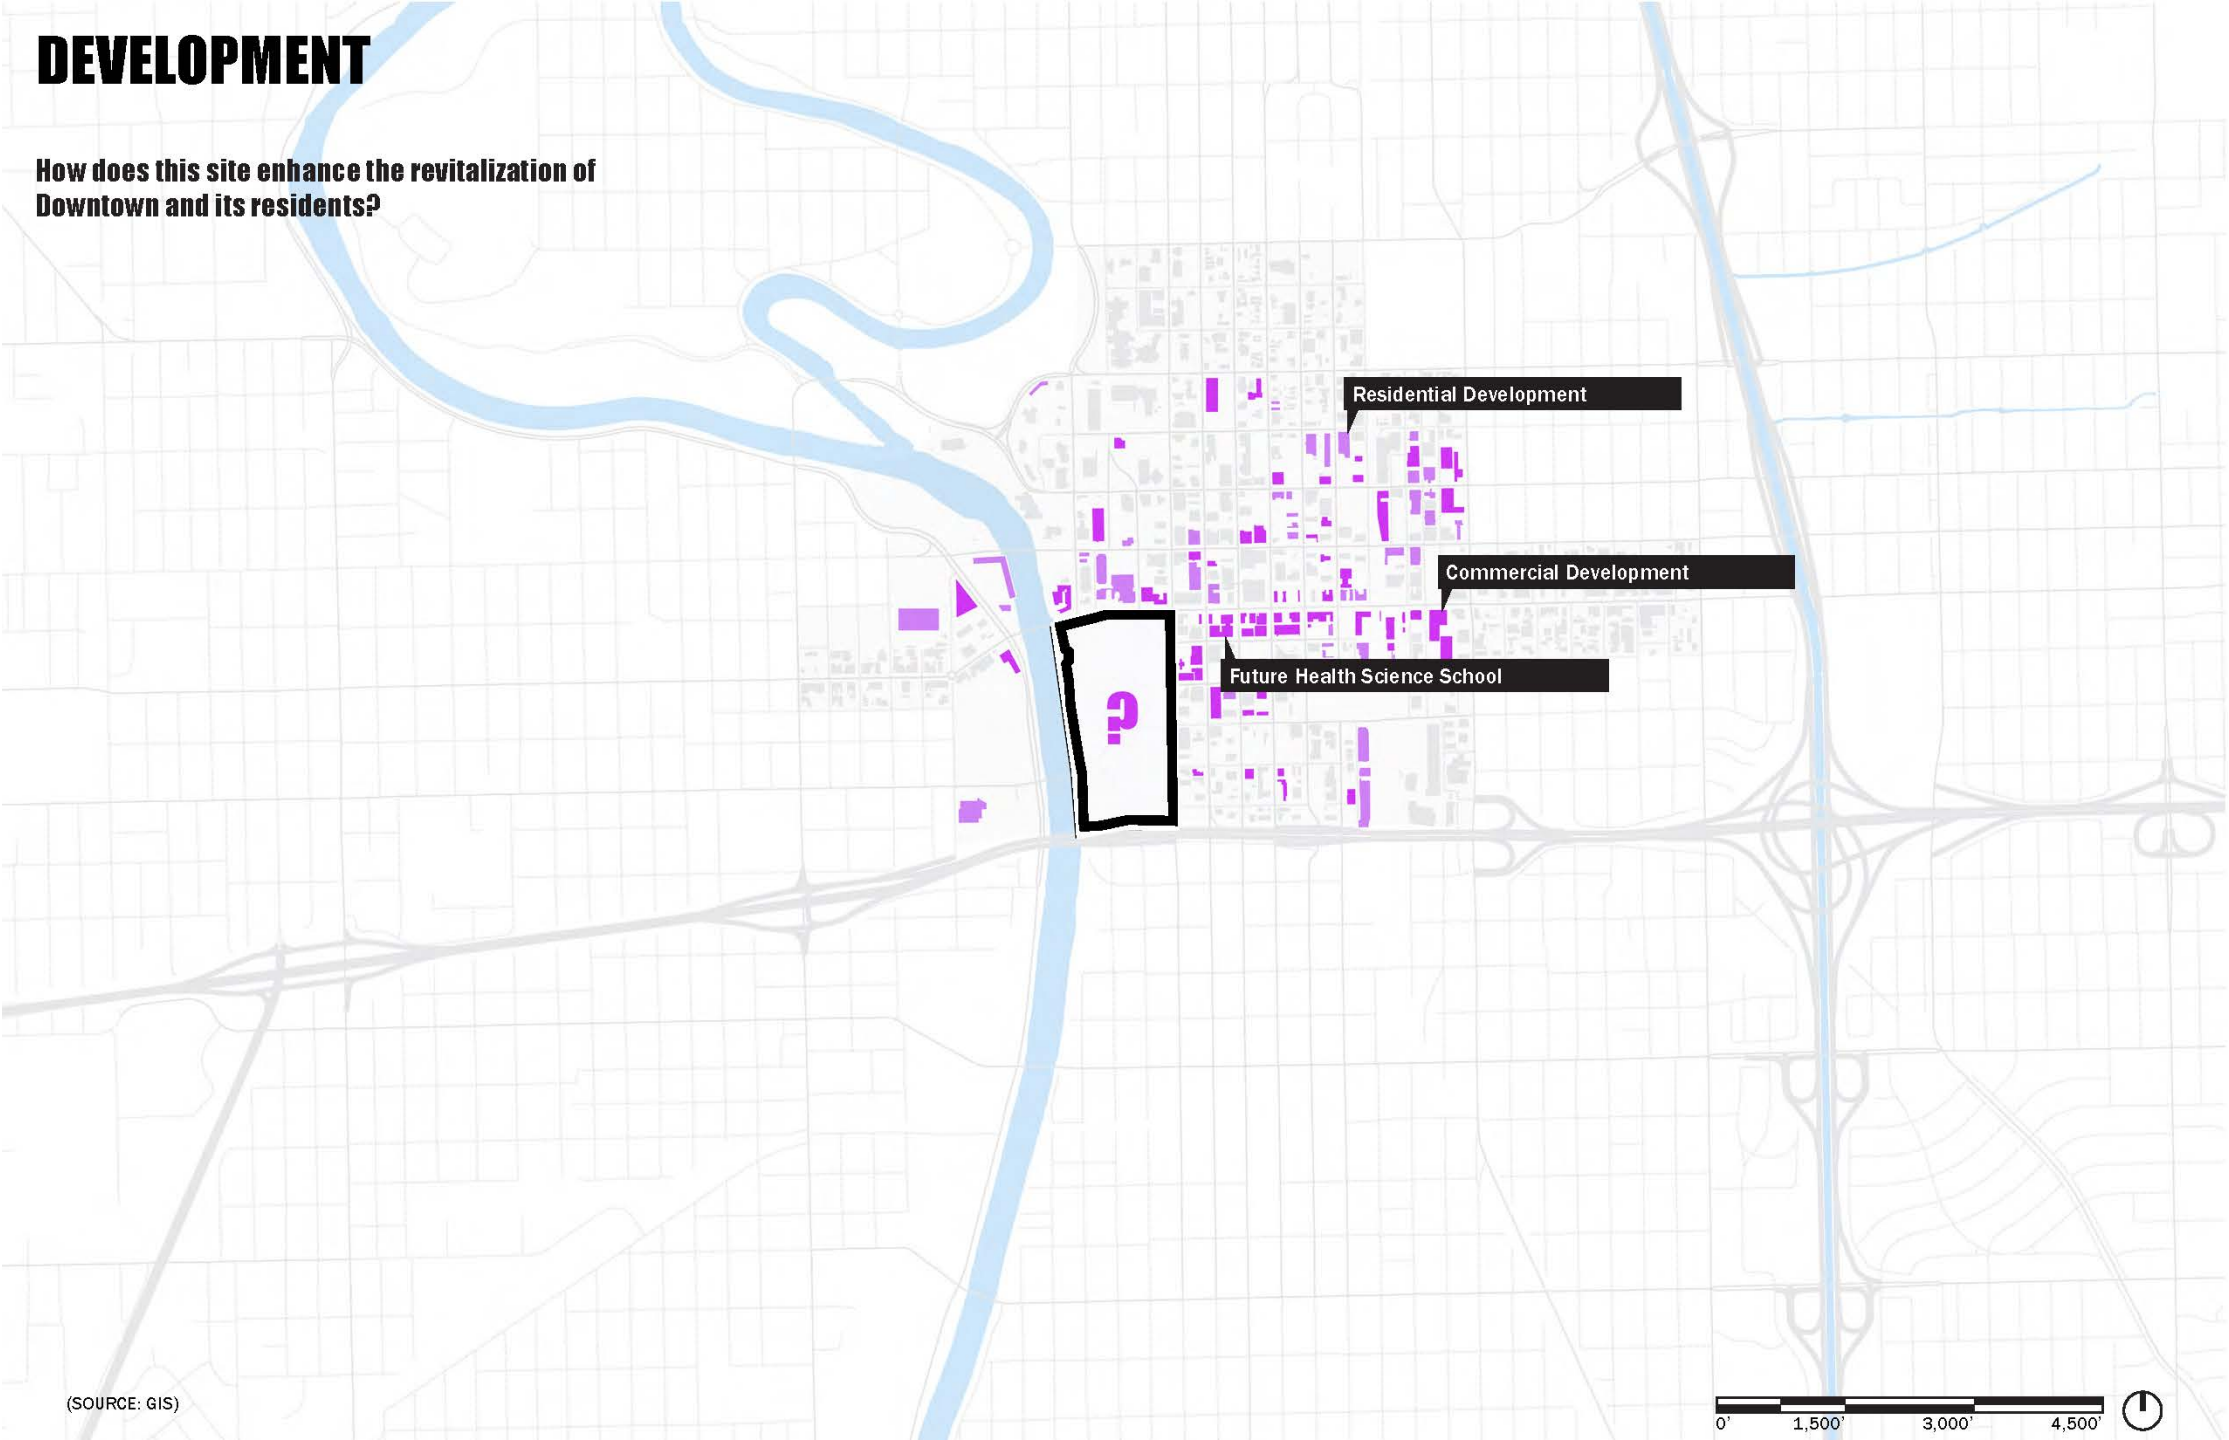 DEVELOPMENT
How does this site enhance the revitalization of
Downtown and its residents?
Residential Development
Commercial Development
Future Health Science School
?
(SOURCE: GIS)
0' 1,500' 3,000' 4,500'